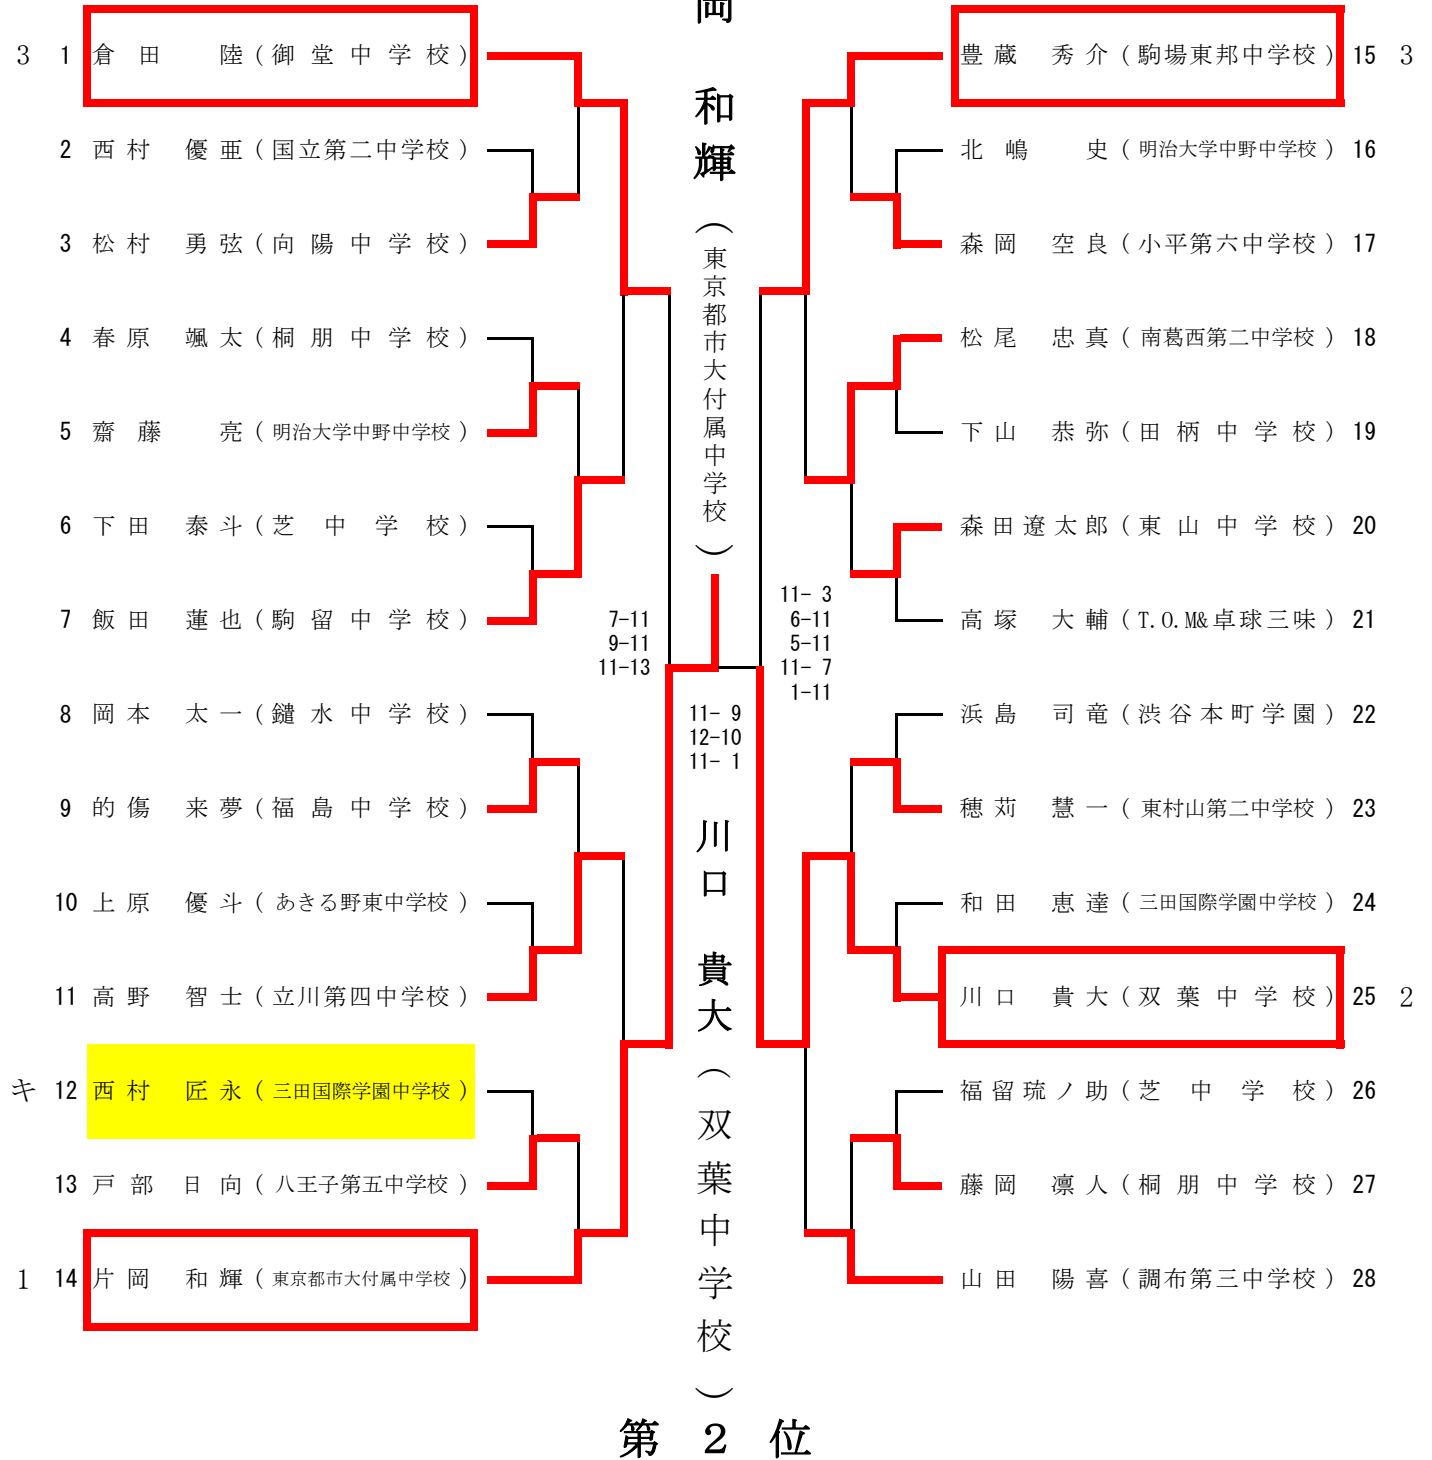 3 1 倉田 陸(御堂中学校)
2 西村 優亜(国立第二中学校)
3 松村 勇弦(向陽中学校)
4 春原 颯太(桐朋中学校)
5 齋藤 亮(明治大学中野中学校)
6 下田 泰斗(芝中学校)
7 飯田 蓮也(駒留中学校)
8 岡本 太一(鑓水中学校)
9 的傷 来夢(福島中学校)
10 上原 優斗(あきる野東中学校)
11 高野 智士(立川第四中学校)
キ 12 西村 匠永(三田国際学園中学校)
13 戸部 日向(八王子第五中学校)
1 14 片岡 和輝(東京都市大付属中学校)
岡 和輝(東京都市大付属中学校)
7-11
9-11
11-13
11- 3
6-11
5-11
11- 7
1-11
11- 9
12-10
11- 1
川口 貴大(双葉中学校)
第2位
豊蔵 秀介(駒場東邦中学校) 15 3
北嶋 史(明治大学中野中学校) 16
森岡 空良(小平第六中学校) 17
松尾 忠真(南葛西第二中学校) 18
下山 恭弥(田柄中学校) 19
森田遼太郎(東山中学校) 20
高塚 大輔(T.O.M&卓球三味) 21
浜島 司竜(渋谷本町学園) 22
穂苅 慧一(東村山第二中学校) 23
和田 恵達(三田国際学園中学校) 24
川口 貴大(双葉中学校) 25 2
福留琉ノ助(芝中学校) 26
藤岡 凛人(桐朋中学校) 27
山田 陽喜(調布第三中学校) 28